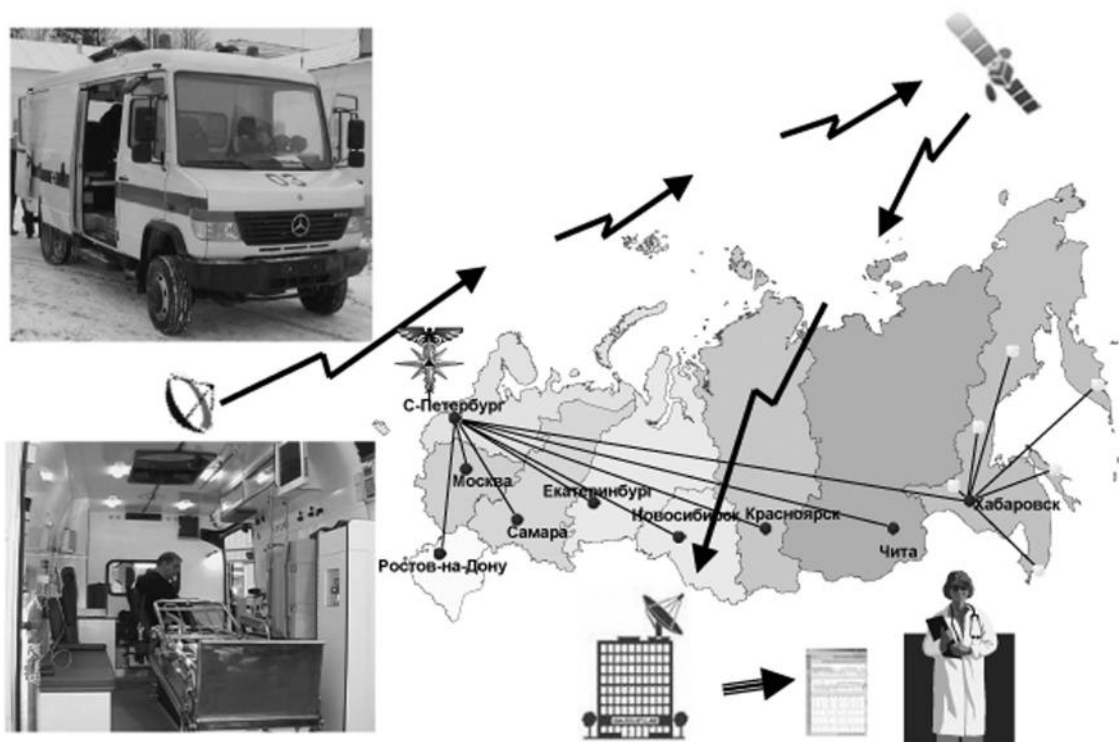 03
С-Петербург
Москва
Екатеринбург
Новосибирск
Красноярск
Хабаровск
Самара
Чита
Ростов-на-Дону